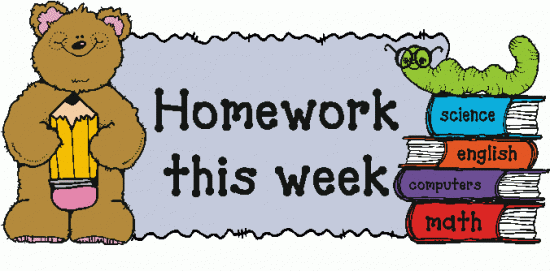 Homework
this week
science
english
computers
math